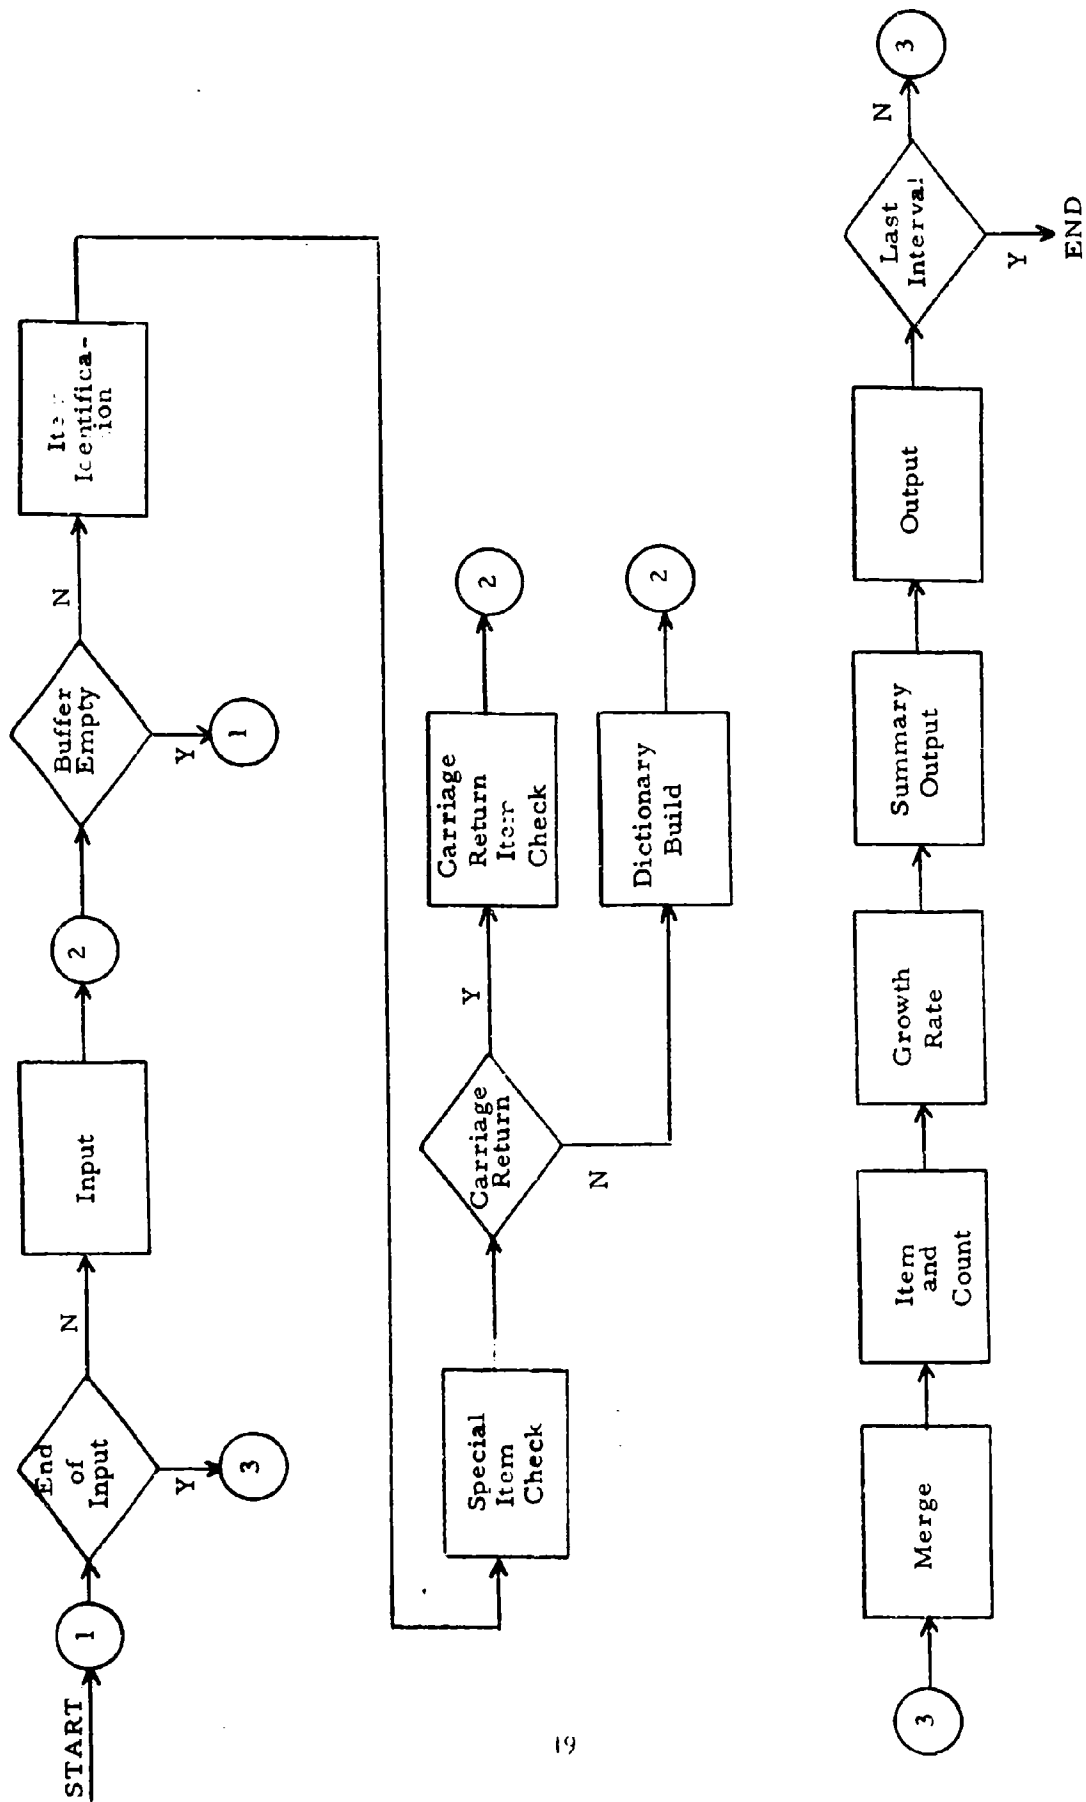 START
1
End
of
Input
Y
3
N
Input
2
Buffer
Empty
Y
1
N
Identifica-
Special
Item
Check
Carriage
Return
Y
Carriage
Return
Item
Check
2
N
Dictionary
Build
2
3
Merge
Item
and
Count
Growth
Rate
Summary
Output
Output
Last
Interval
N
3
Y
END
19